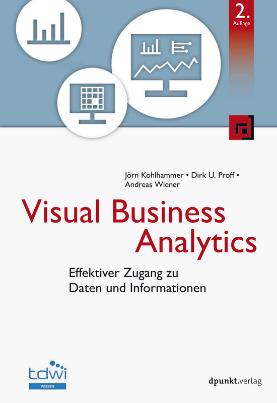 2.
Auflage
Jörn Kohlhammer • Dirk U. Proff •
Andreas Wiener
Visual Business
Analytics
Effektiver Zugang zu
Daten und Informationen
tdwi
WISSEN
dpunkt.verlag